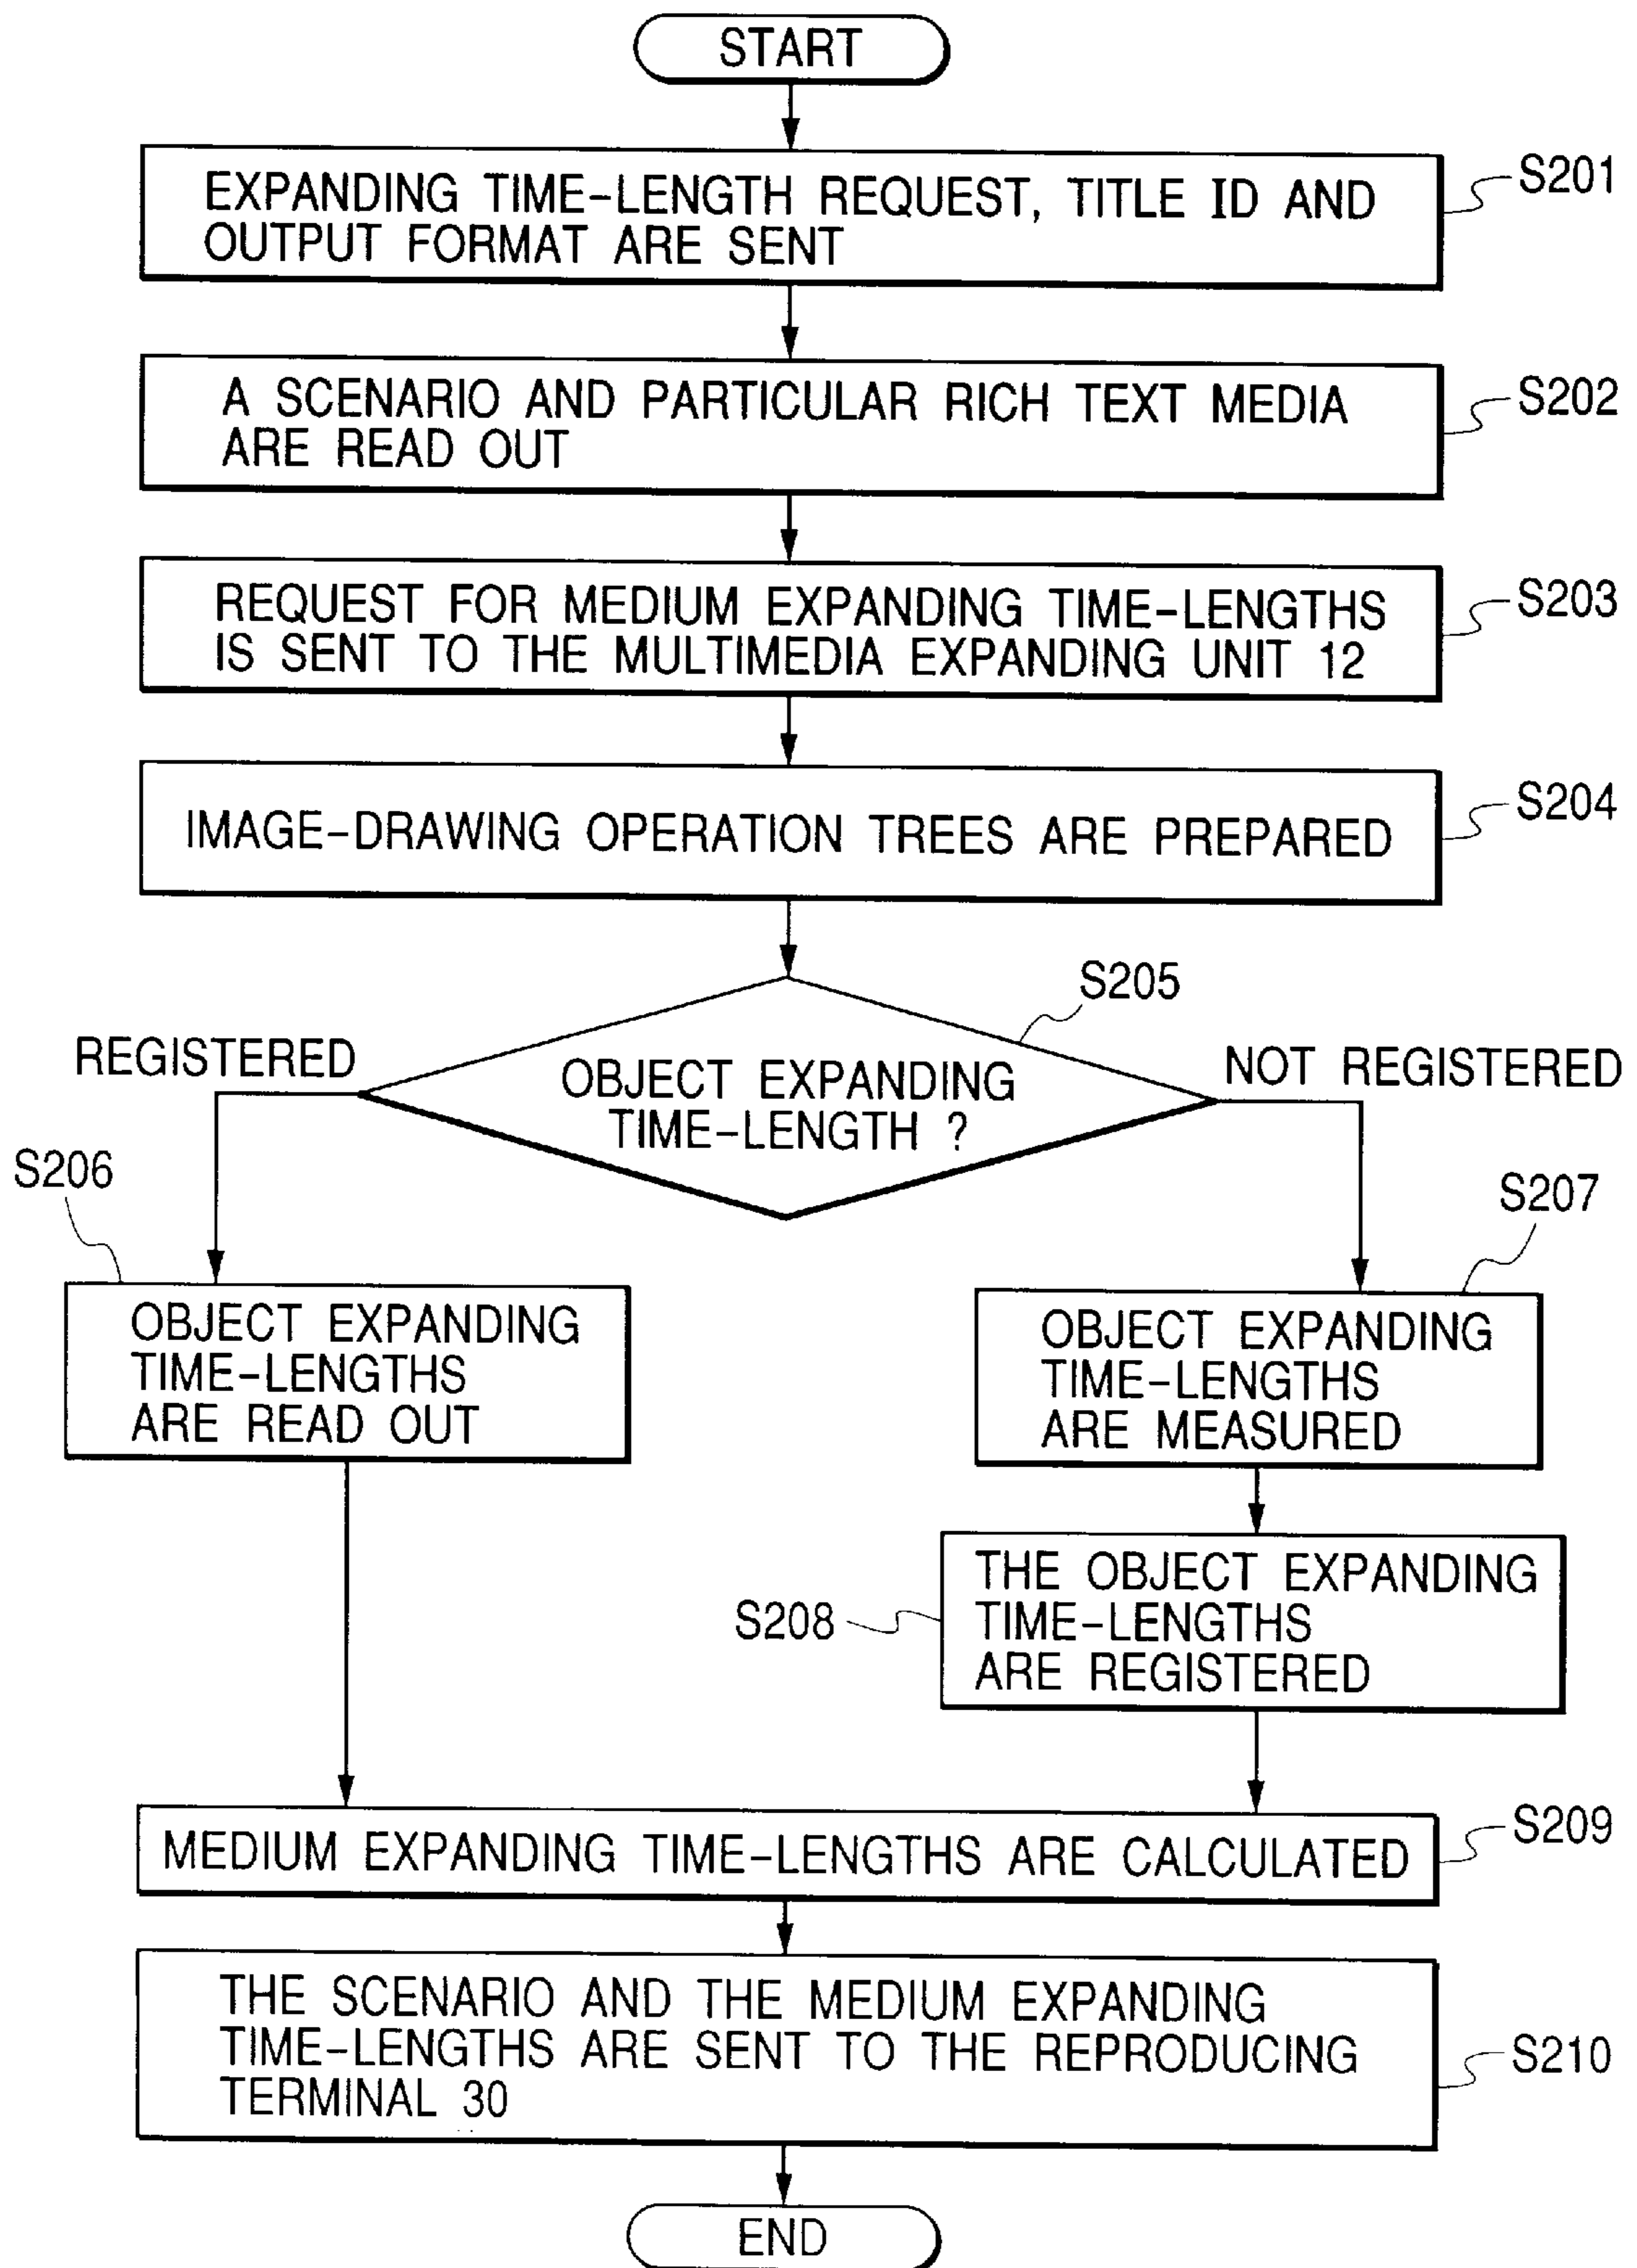 START
EXPANDING TIME-LENGTH REQUEST, TITLE ID AND
OUTPUT FORMAT ARE SENT
S201
A SCENARIO AND PARTICULAR RICH TEXT MEDIA
ARE READ OUT
S202
REQUEST FOR MEDIUM EXPANDING TIME-LENGTHS
IS SENT TO THE MULTIMEDIA EXPANDING UNIT 12
S203
IMAGE-DRAWING OPERATION TREES ARE PREPARED
S204
S205
REGISTERED
OBJECT EXPANDING
TIME-LENGTH ?
NOT REGISTERED
S206
OBJECT EXPANDING
TIME-LENGTHS
ARE READ OUT
S207
OBJECT EXPANDING
TIME-LENGTHS
ARE MEASURED
S208
THE OBJECT EXPANDING
TIME-LENGTHS
ARE REGISTERED
MEDIUM EXPANDING TIME-LENGTHS ARE CALCULATED
S209
THE SCENARIO AND THE MEDIUM EXPANDING
TIME-LENGTHS ARE SENT TO THE REPRODUCING
TERMINAL 30
S210
END